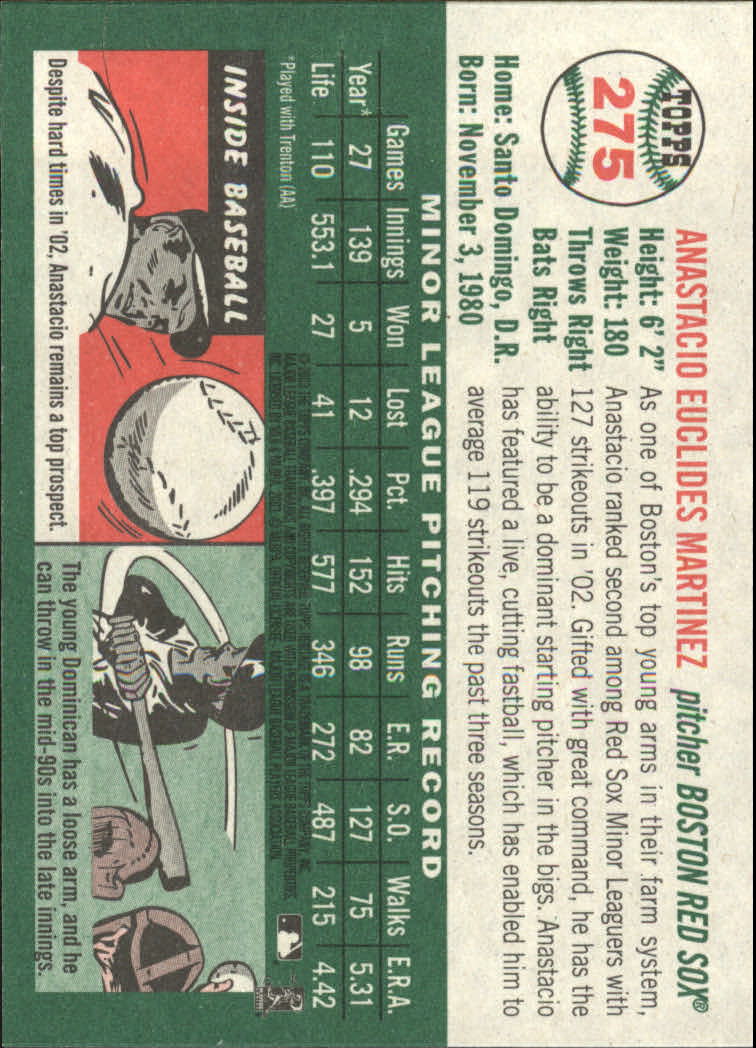 TOPPS
275
ANASTACIO EUCLIDES MARTINEZ pitcher BOSTON RED SOX®
Height: 6' 2"
Weight: 180
Throws Right
Bats Right
Home: Santo Domingo, D.R.
Born: November 3, 1980
As one of Boston's top young arms in their farm system,
Anastacio ranked second among Red Sox Minor Leaguers with
127 strikeouts in '02. Gifted with great command, he has the
ability to be a dominant starting pitcher in the bigs. Anastacio
has featured a live, cutting fastball, which has enabled him to
average 119 strikeouts the past three seasons.
MINOR LEAGUE PITCHING RECORD
Games Innings Won Lost Pct. Hits Runs E.R. S.O. Walks E.R.A.
Year* 27 139 5 12 .294 152 98 82 127 75 5.31
Life 110 553.1 27 41 .397 577 346 272 487 215 4.42
*Played with Trenton (AA)
INSIDE BASEBALL
Despite hard times in '02, Anastacio remains a top prospect.
The young Dominican has a loose arm, and he
can throw in the mid-90s into the late innings.